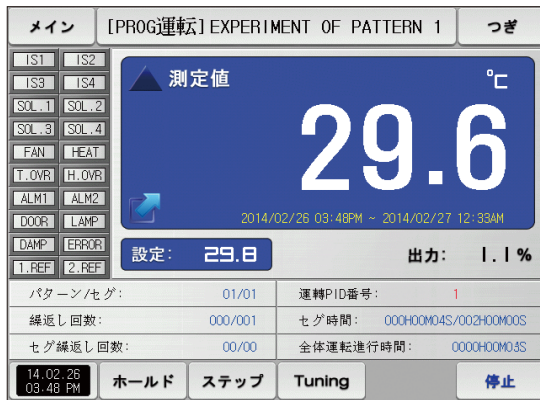 メイン [PROG運転]EXPERIMENT OF PATTERN 1 つぎ
IS1 IS2
IS3 IS4
SOL.1 SOL.2
SOL.3 SOL.4
FAN HEAT
T.OVR H.OVR
ALM1 ALM2
DOOR LAMP
DAMP ERROR
1.REF 2.REF
測定値 ℃
29.6
2014/02/26 03:48PM ~ 2014/02/27 12:33AM
設定: 29.8 出力: 1.1%
パターン/セグ: 01/01 運轉PID番号: 1
繰返し回数: 000/001 セグ時間: 000H00M04S/002H00M00S
セグ繰返し回数: 00/00 全体運転進行時間: 0000H00M03S
14.02.26
03:48 PM
ホールド ステップ Tuning 停止